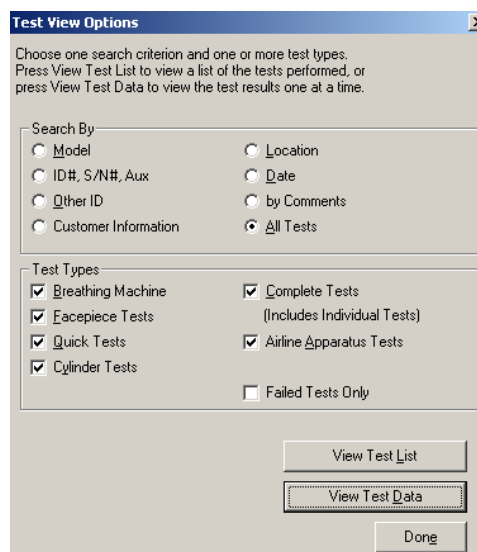 Test View Options
Choose one search criterion and one or more test types.
Press View Test List to view a list of the tests performed, or
press View Test Data to view the test results one at a time.
Search By
Model
Location
ID#, S/N#, Aux
Date
Other ID
by Comments
Customer Information
All Tests
Test Types
Breathing Machine
Complete Tests
Facepiece Tests
(Includes Individual Tests)
Quick Tests
Airline Apparatus Tests
Cylinder Tests
Failed Tests Only
View Test List
View Test Data
Done